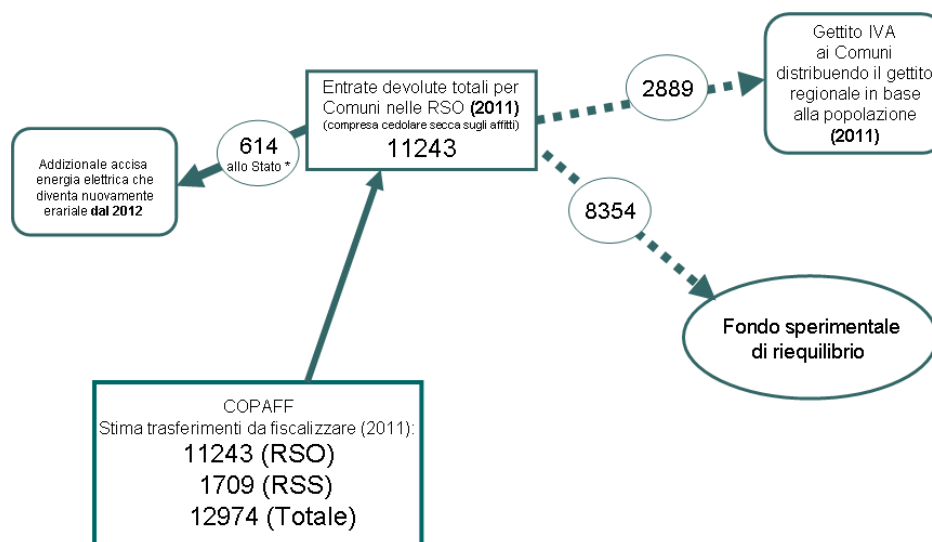 Gettito IVA
ai Comuni
distribuendo il gettito
regionale in base
alla popolazione
(2011)
2889
Entrate devolute totali per
Comuni nelle RSO (2011)
(compresa cedolare secca sugli affitti)
11243
614
allo Stato *
Addizionale accisa
energia elettrica che
diventa nuovamente
erariale dal 2012
8354
Fondo sperimentale
di riequilibrio
COPAFF
Stima trasferimenti da fiscalizzare (2011):
11243 (RSO)
1709 (RSS)
12974 (Totale)